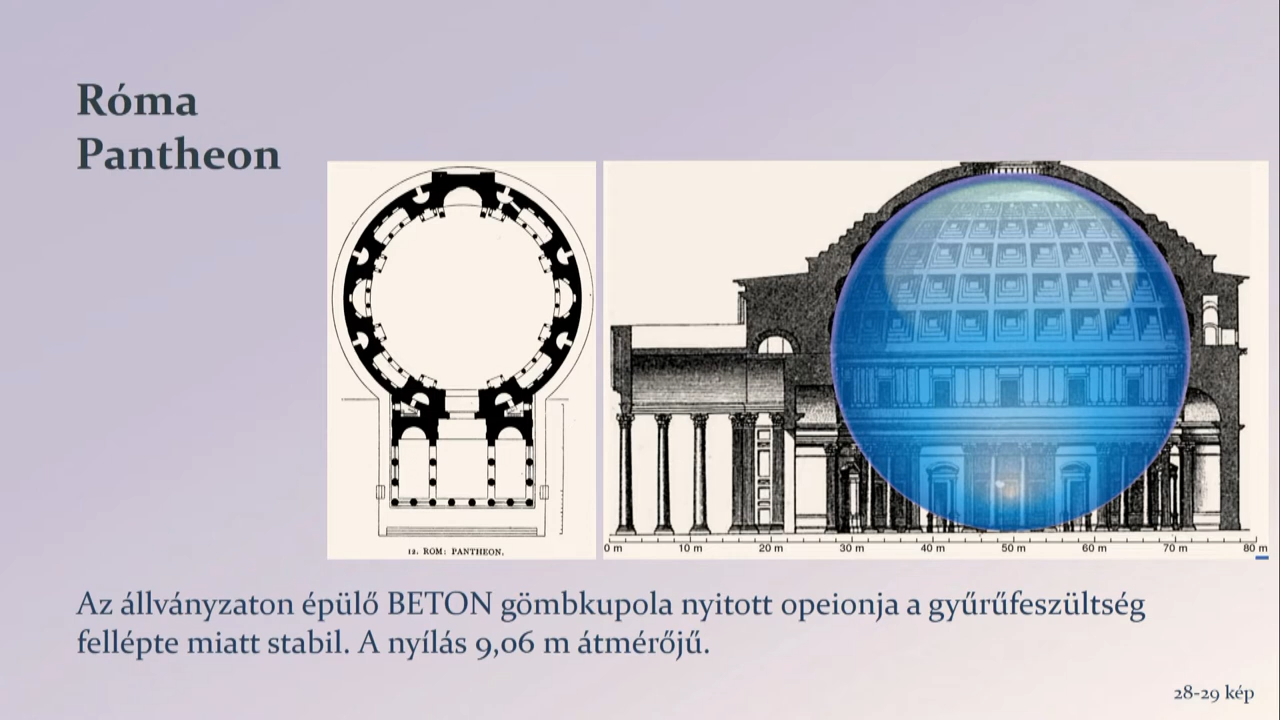 Róma
Pantheon
12. ROM: PANTHEON.
0 m 10 m 20 m 30 m 40 m 50 m 60 m 70 m 80 m
Az állványzaton épülő BETON gömbkupola nyitott opeionja a gyűrűfeszültség
fellépte miatt stabil. A nyílás 9,06 m átmérőjű.
28-29 kép